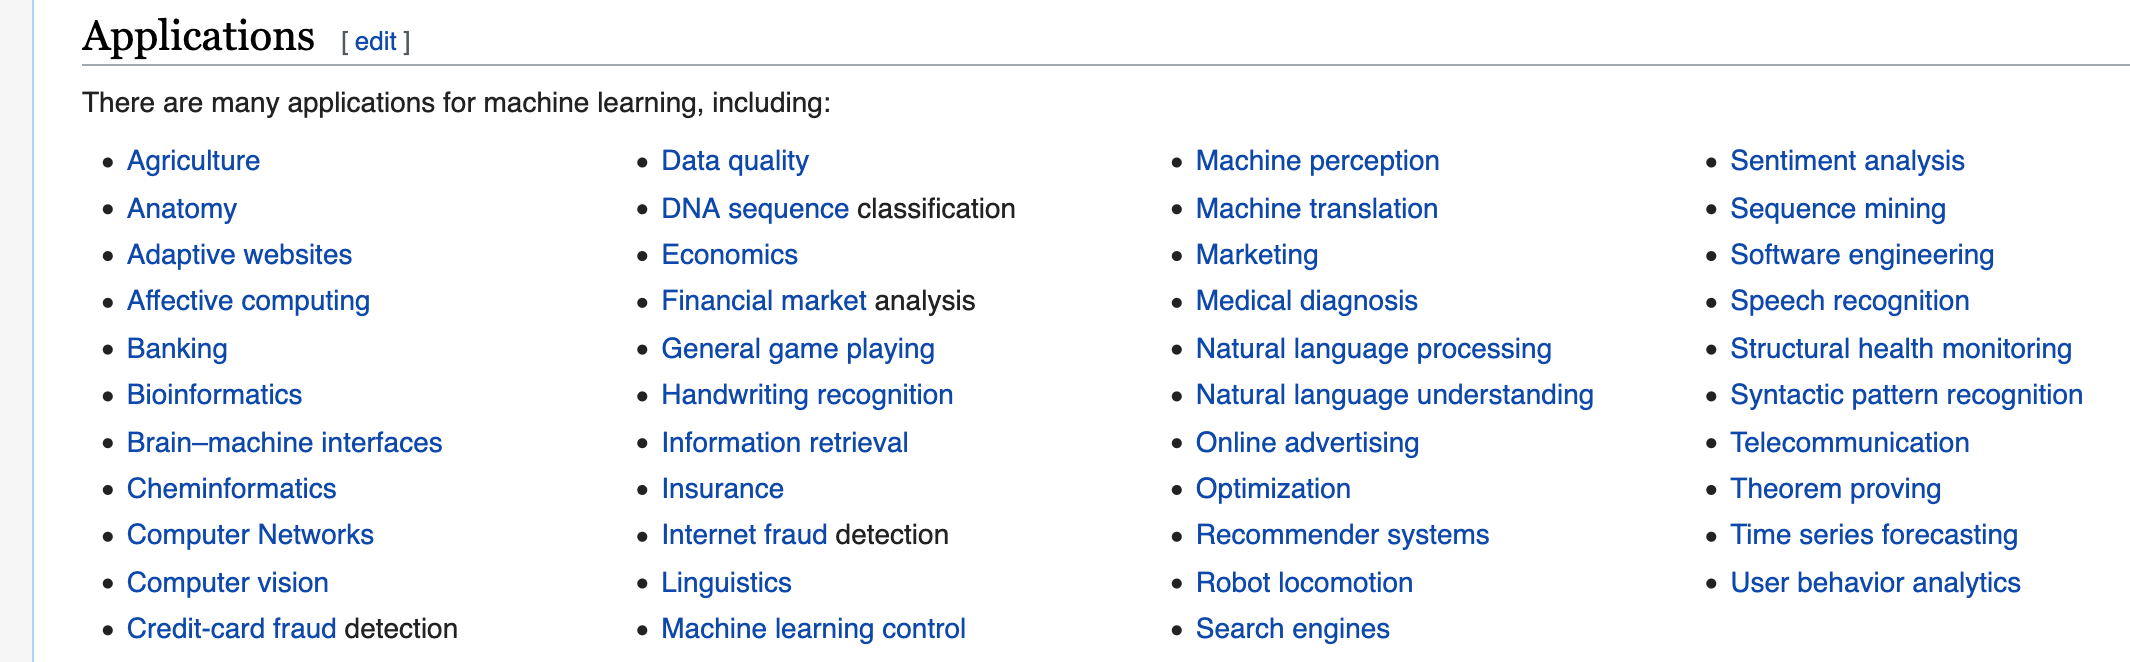 Applications [ edit ]
There are many applications for machine learning, including:
• Agriculture
• Anatomy
• Adaptive websites
• Affective computing
• Banking
• Bioinformatics
• Brain–machine interfaces
• Cheminformatics
• Computer Networks
• Computer vision
• Credit-card fraud detection
• Data quality
• DNA sequence classification
• Economics
• Financial market analysis
• General game playing
• Handwriting recognition
• Information retrieval
• Insurance
• Internet fraud detection
• Linguistics
• Machine learning control
• Machine perception
• Machine translation
• Marketing
• Medical diagnosis
• Natural language processing
• Natural language understanding
• Online advertising
• Optimization
• Recommender systems
• Robot locomotion
• Search engines
• Sentiment analysis
• Sequence mining
• Software engineering
• Speech recognition
• Structural health monitoring
• Syntactic pattern recognition
• Telecommunication
• Theorem proving
• Time series forecasting
• User behavior analytics